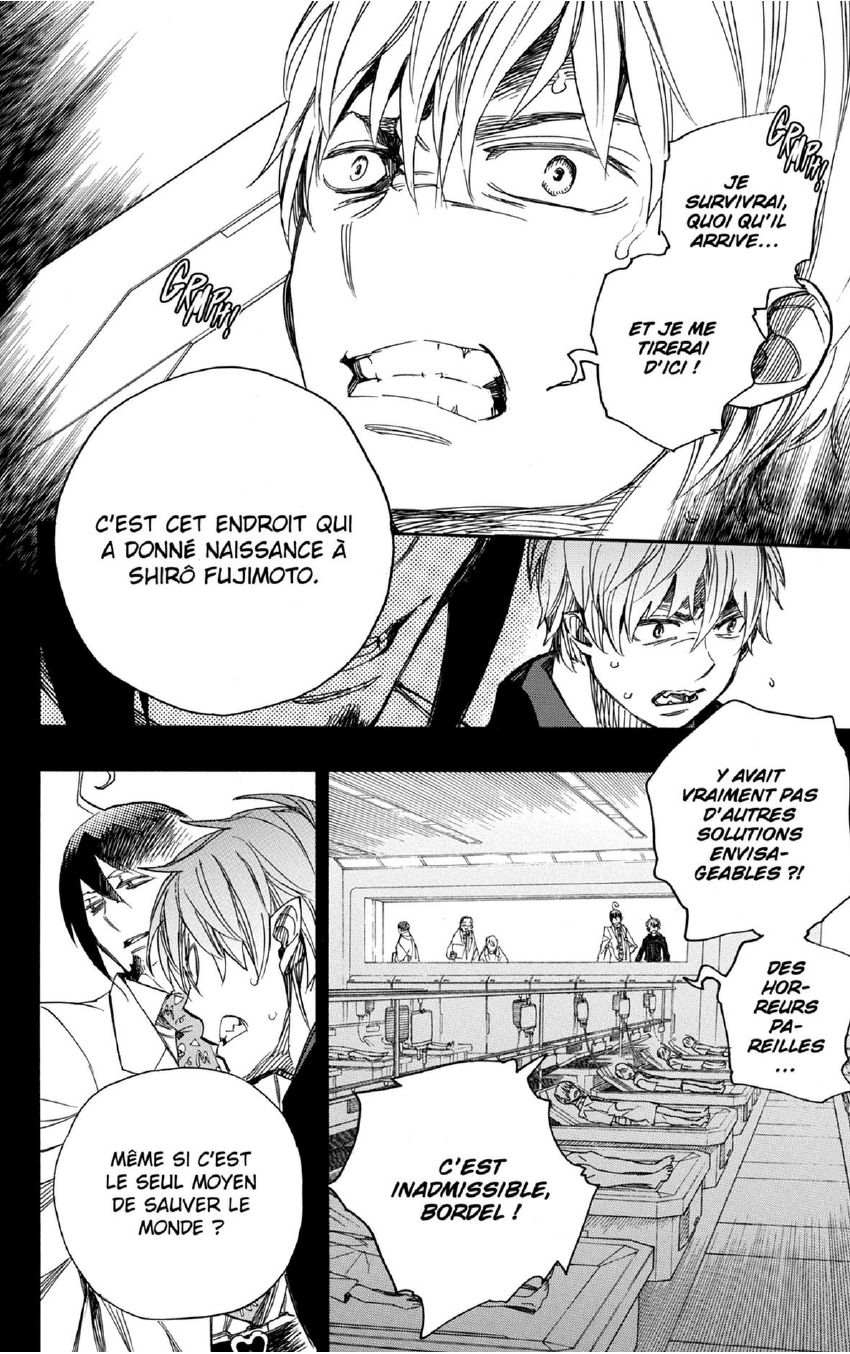 GRMPH!
JE
SURVIVRAI,
QUOI QU'IL
ARRIVE...
ET JE ME
TIRERAI
D'ICI !
GRMPH!
C'EST CET ENDROIT QUI
A DONNÉ NAISSANCE À
SHIRÔ FUJIMOTO.
Y AVAIT
VRAIMENT PAS
D'AUTRES
SOLUTIONS
ENVISA-
GEABLES ?!
DES
HOR-
REURS
PA-
REILLES
...
C'EST
INADMISSIBLE,
BORDEL !
MÊME SI C'EST
LE SEUL MOYEN
DE SAUVER LE
MONDE ?